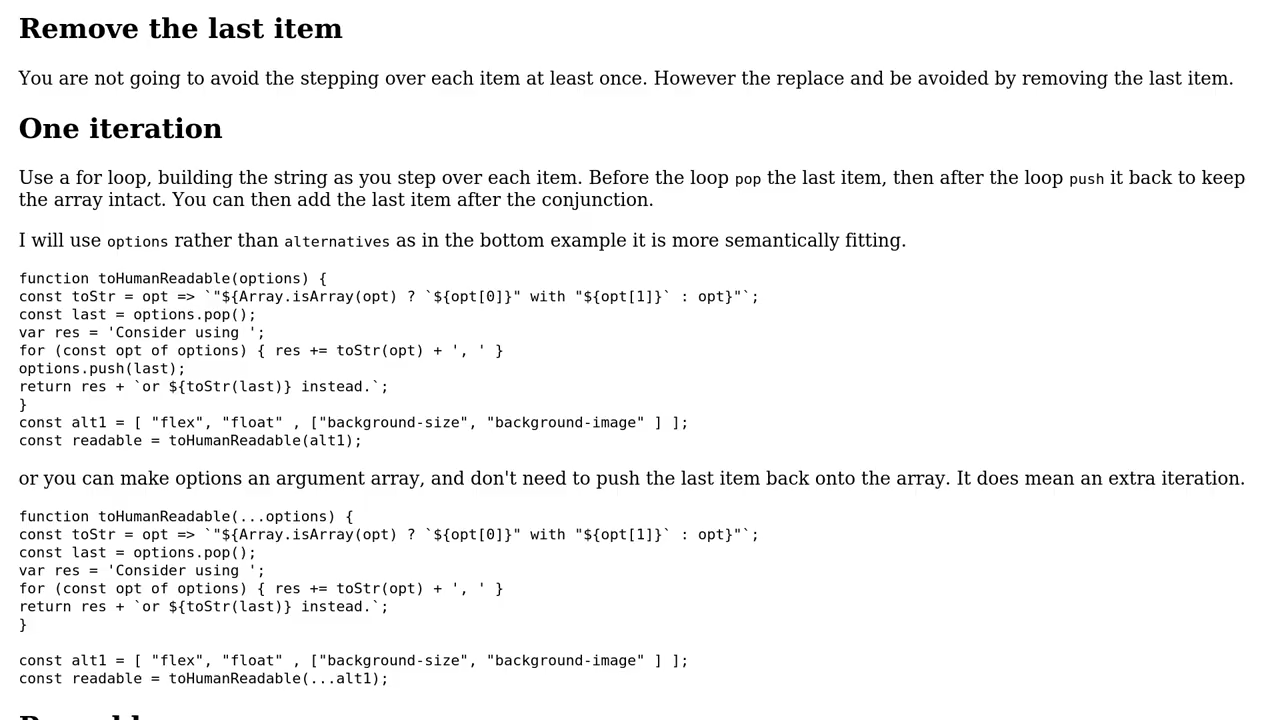 Remove the last item
You are not going to avoid the stepping over each item at least once. However the replace and be avoided by removing the last item.
One iteration
Use a for loop, building the string as you step over each item. Before the loop pop the last item, then after the loop push it back to keep
the array intact. You can then add the last item after the conjunction.
I will use options rather than alternatives as in the bottom example it is more semantically fitting.
function toHumanReadable(options) {
const toStr = opt => `"${Array.isArray(opt) ? `${opt[0]}" with "${opt[1]}` : opt}"`;
const last = options.pop();
var res = 'Consider using ';
for (const opt of options) { res += toStr(opt) + ', ' }
options.push(last);
return res + `or ${toStr(last)} instead.`;
}
const alt1 = [ "flex", "float" , ["background-size", "background-image" ] ];
const readable = toHumanReadable(alt1);
or you can make options an argument array, and don't need to push the last item back onto the array. It does mean an extra iteration.
function toHumanReadable(...options) {
const toStr = opt => `"${Array.isArray(opt) ? `${opt[0]}" with "${opt[1]}` : opt}"`;
const last = options.pop();
var res = 'Consider using ';
for (const opt of options) { res += toStr(opt) + ', ' }
return res + `or ${toStr(last)} instead.`;
}
const alt1 = [ "flex", "float" , ["background-size", "background-image" ] ];
const readable = toHumanReadable(...alt1);